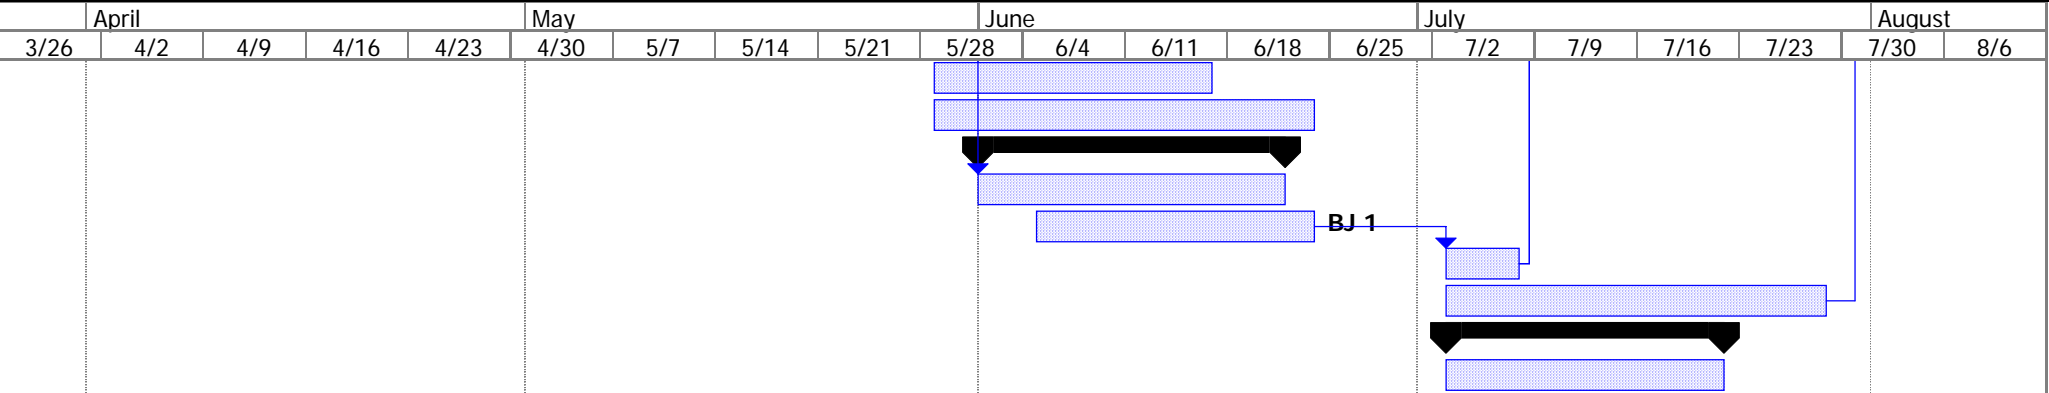 April May June July August
3/26 4/2 4/9 4/16 4/23 4/30 5/7 5/14 5/21 5/28 6/4 6/11 6/18 6/25 7/2 7/9 7/16 7/23 7/30 8/6
BJ 1